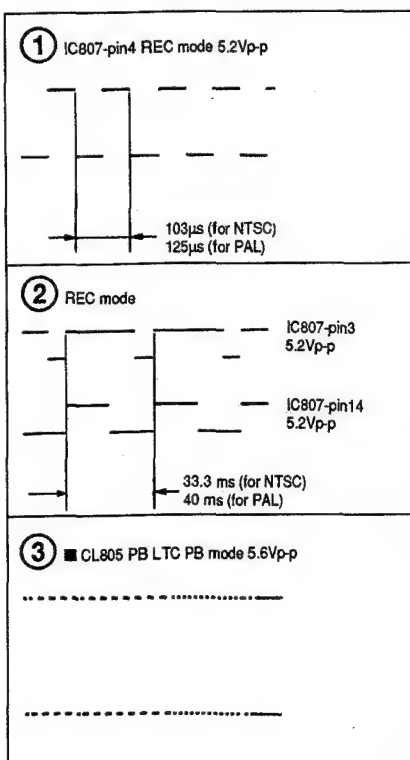 ① IC807-pin4 REC mode 5.2Vp-p
103µs (for NTSC)
125µs (for PAL)
② REC mode
IC807-pin3
5.2Vp-p
IC807-pin14
5.2Vp-p
33.3 ms (for NTSC)
40 ms (for PAL)
③ ■ CL805 PB LTC PB mode 5.6Vp-p